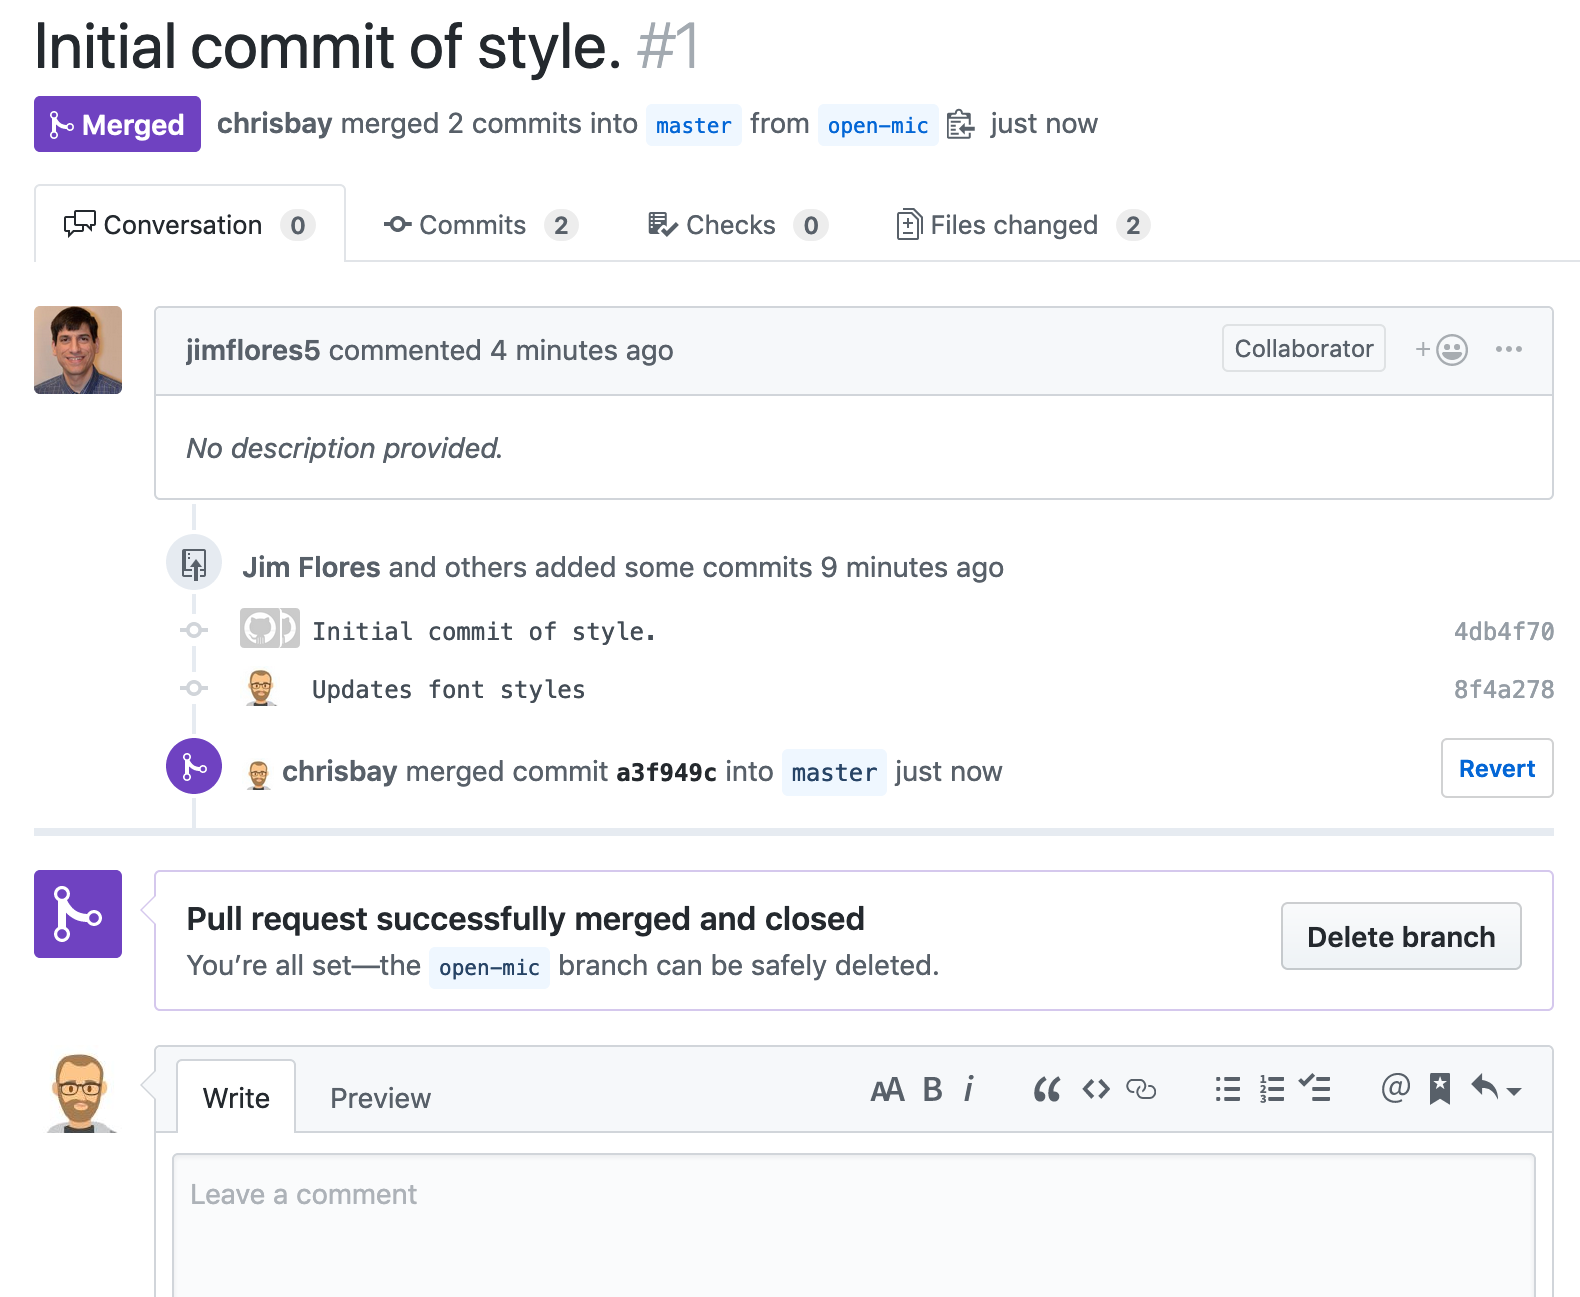 Initial commit of style. #1
Merged chrisbay merged 2 commits into master from open-mic just now
Conversation 0 Commits 2 Checks 0 Files changed 2
jimflores5 commented 4 minutes ago Collaborator
No description provided.
Jim Flores and others added some commits 9 minutes ago
Initial commit of style. 4db4f70
Updates font styles 8f4a278
chrisbay merged commit a3f949c into master just now Revert
Pull request successfully merged and closed
You’re all set—the open-mic branch can be safely deleted.
Delete branch
Write Preview
Leave a comment